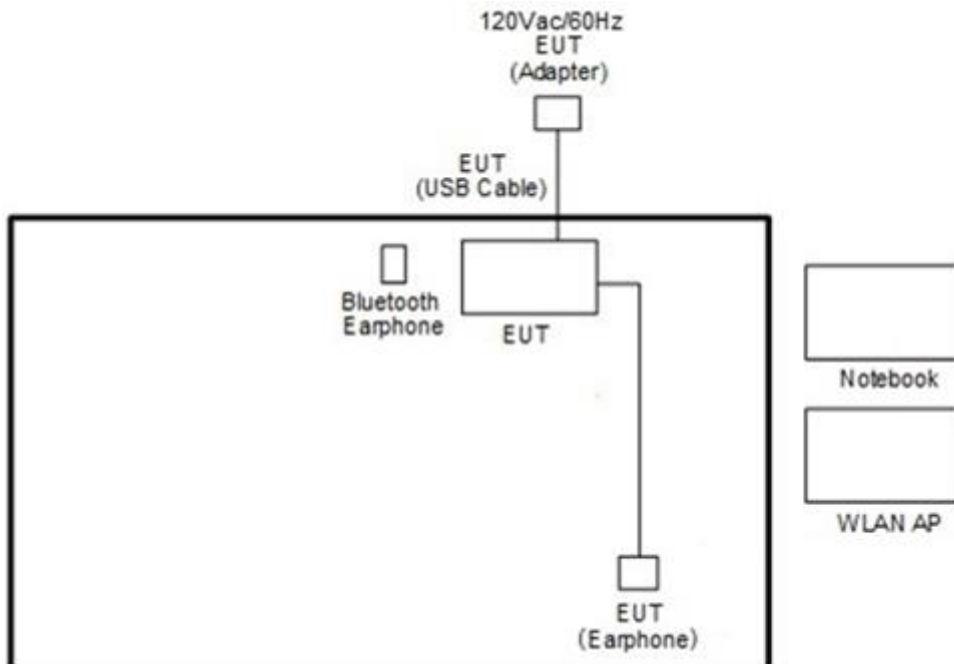 120Vac/60Hz
EUT
(Adapter)
EUT
(USB Cable)
Bluetooth
Earphone
EUT
Notebook
WLAN AP
EUT
(Earphone)